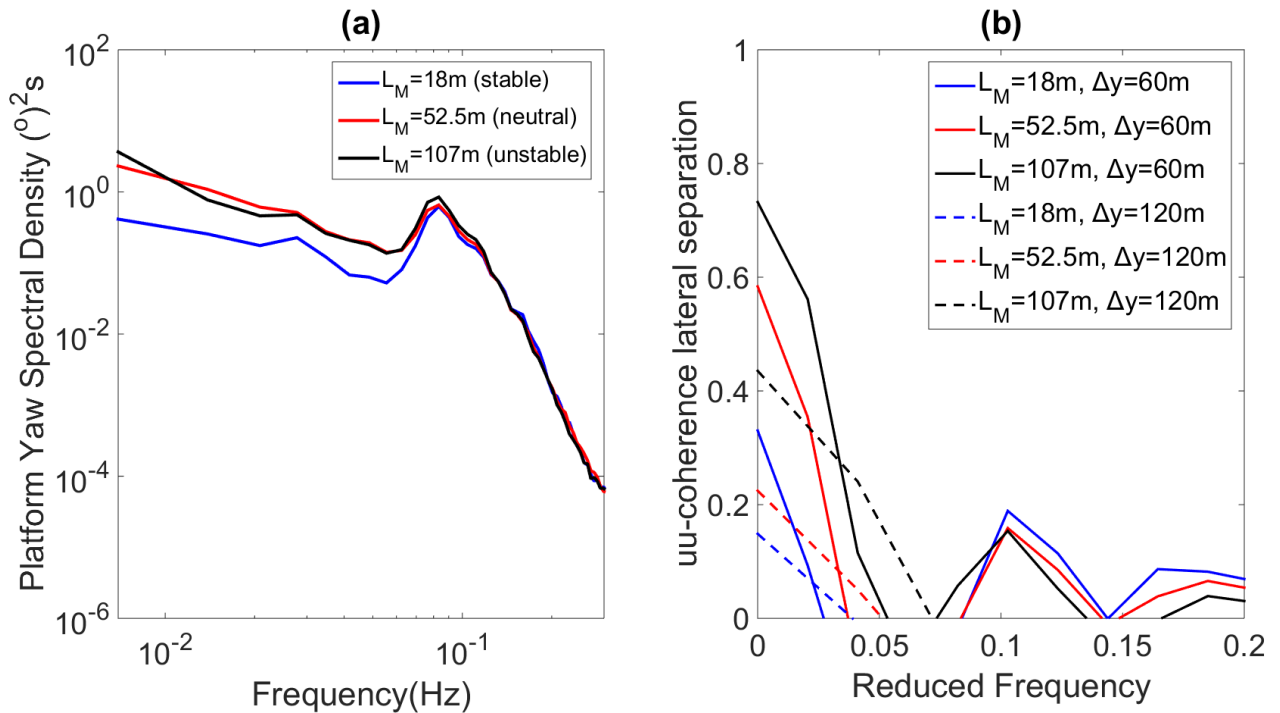 (a)
Platform Yaw Spectral Density (º)²s
10²
10⁰
10⁻²
10⁻⁴
10⁻⁶
L_M=18m (stable)
L_M=52.5m (neutral)
L_M=107m (unstable)
10⁻²
10⁻¹
Frequency(Hz)
(b)
uu-coherence lateral separation
1
0.8
0.6
0.4
0.2
0
L_M=18m, Δy=60m
L_M=52.5m, Δy=60m
L_M=107m, Δy=60m
L_M=18m, Δy=120m
L_M=52.5m, Δy=120m
L_M=107m, Δy=120m
0
0.05
0.1
0.15
0.2
Reduced Frequency